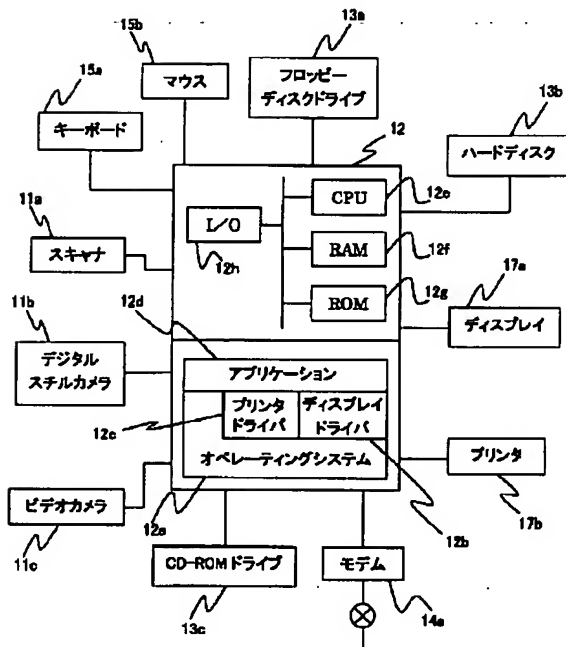 15b
マウス
13a
フロッピー
ディスクドライブ
15a
キーボード
12
13b
ハードディスク
CPU
12e
I/O
12h
RAM
12f
ROM
12g
11a
スキャナ
17a
ディスプレイ
11b
デジタル
スチルカメラ
12d
アプリケーション
12c
プリンタ
ドライバ
ディスプレイ
ドライバ
オペレーティングシステム
12a
12b
プリンタ
17b
ビデオカメラ
11c
CD-ROMドライブ
13c
モデム
14a